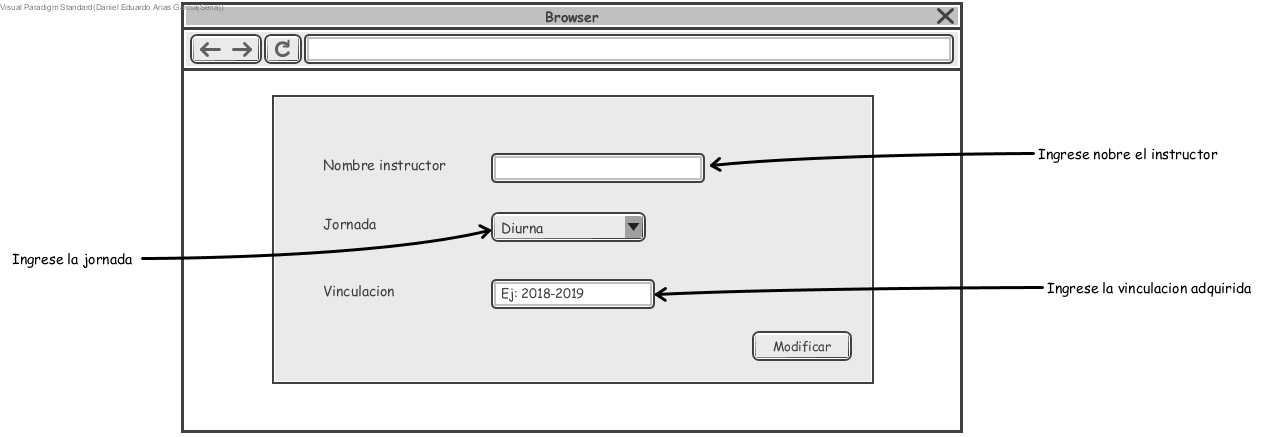 Visual Paradigm Standard(Daniel Eduardo Arias Garcia(Sena))
Browser
Nombre instructor
Ingrese nobre el instructor
Jornada
Diurna
Ingrese la jornada
Vinculacion
Ej: 2018-2019
Ingrese la vinculacion adquirida
Modificar